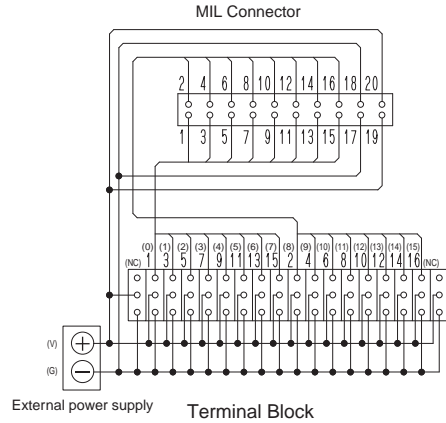 MIL Connector
2 4 6 8 10 12 14 16 18 20
1 3 5 7 9 11 13 15 17 19
(0) (1) (2) (3) (4) (5) (6) (7) (8) (9) (10) (11) (12) (13) (14) (15)
(NC) 1 3 5 7 9 11 13 15 2 4 6 8 10 12 14 16 (NC)
(V)
(G)
External power supply
Terminal Block